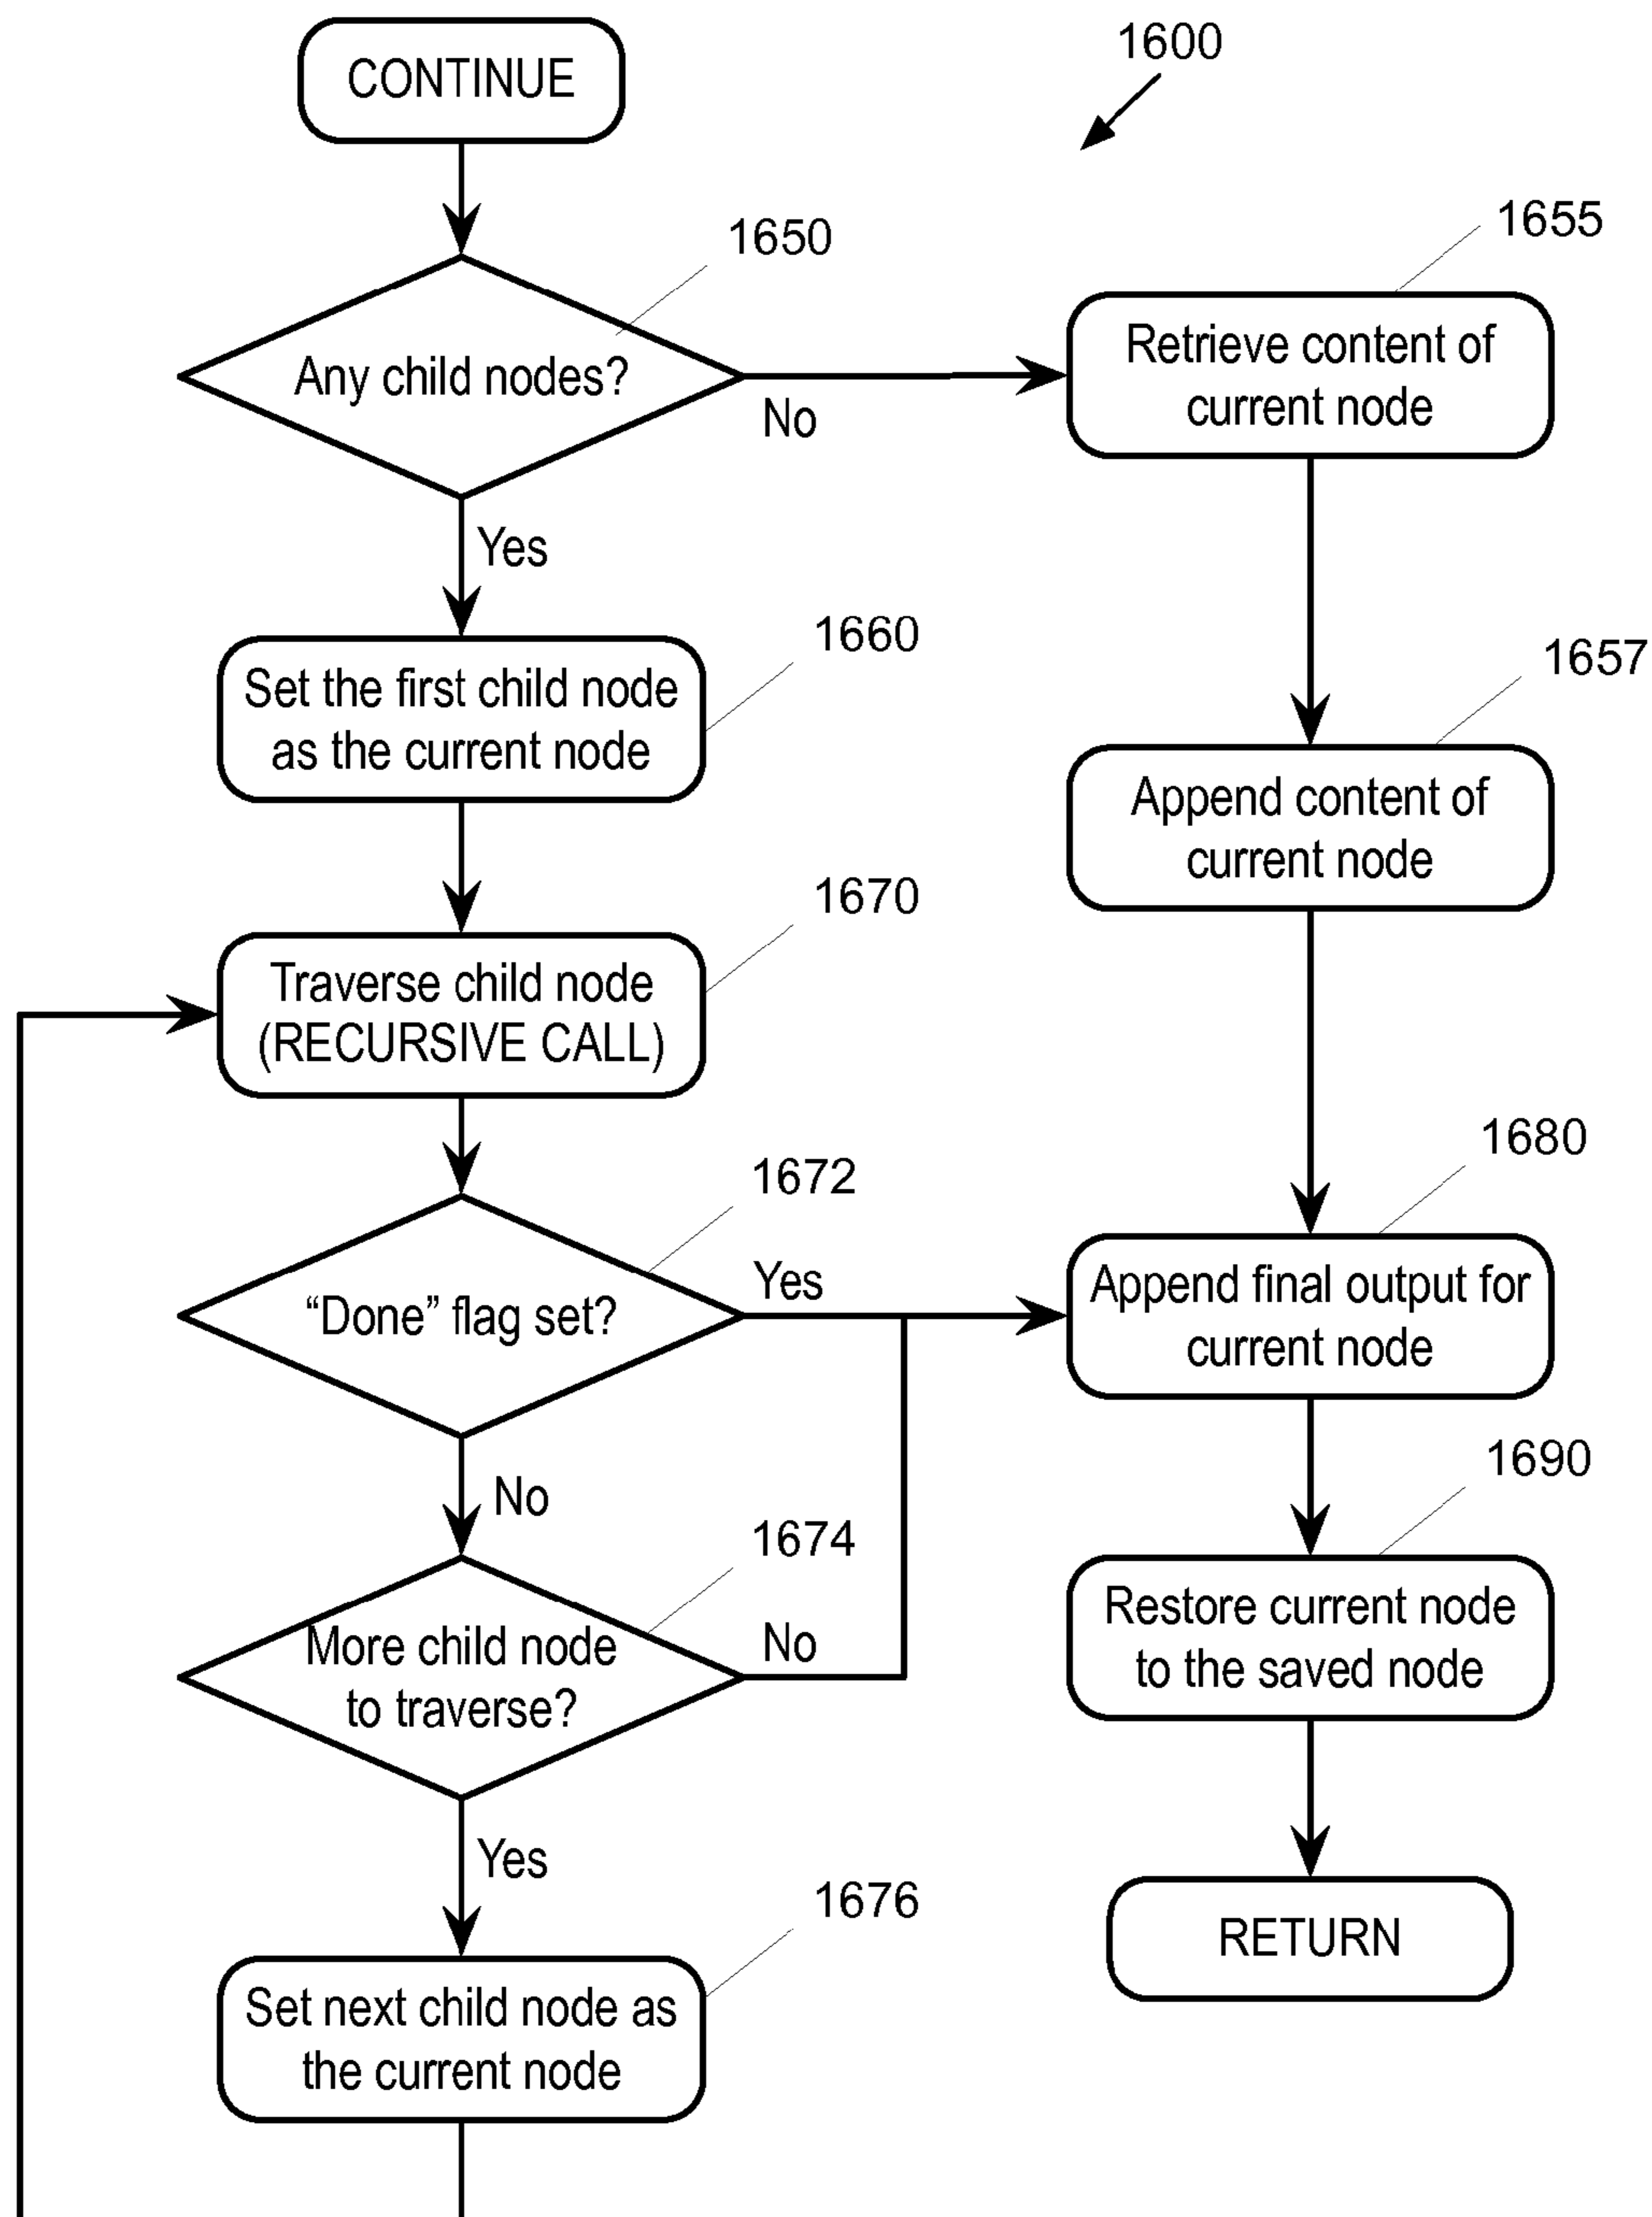 CONTINUE
1600
1650
Any child nodes?
No
Yes
1655
Retrieve content of
current node
1660
Set the first child node
as the current node
1657
Append content of
current node
1670
Traverse child node
(RECURSIVE CALL)
1672
“Done” flag set?
Yes
No
1680
Append final output for
current node
1674
More child node
to traverse?
No
Yes
1690
Restore current node
to the saved node
1676
Set next child node as
the current node
RETURN